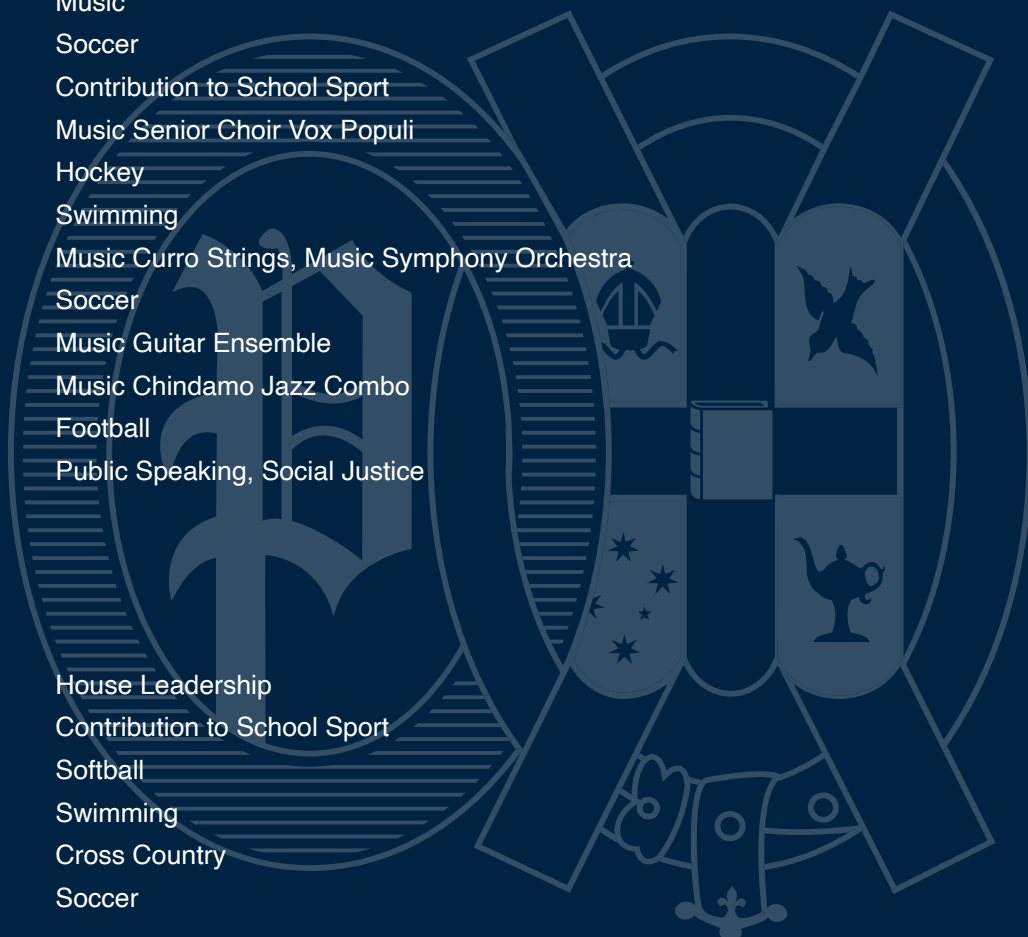 Music
Soccer
Contribution to School Sport
Music Senior Choir Vox Populi
Hockey
Swimming
Music Curro Strings, Music Symphony Orchestra
Soccer
Music Guitar Ensemble
Music Chindamo Jazz Combo
Football
Public Speaking, Social Justice
P
House Leadership
Contribution to School Sport
Softball
Swimming
Cross Country
Soccer